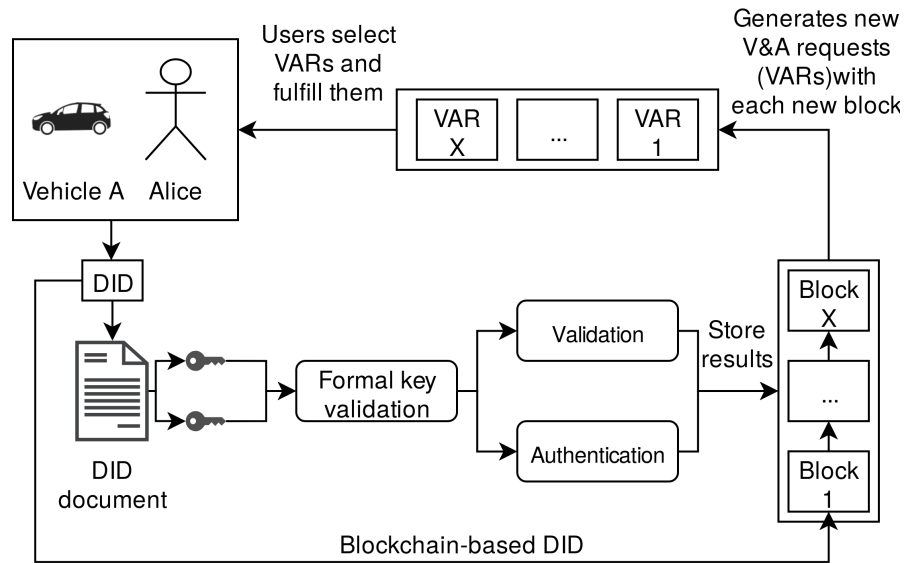 Generates new
V&A requests
(VARs)with
each new block
Users select
VARs and
fulfill them
VAR
X
...
VAR
1
Vehicle A
Alice
DID
Block
X
Validation
Store
results
Formal key
validation
...
Authentication
DID
document
Block
1
Blockchain-based DID